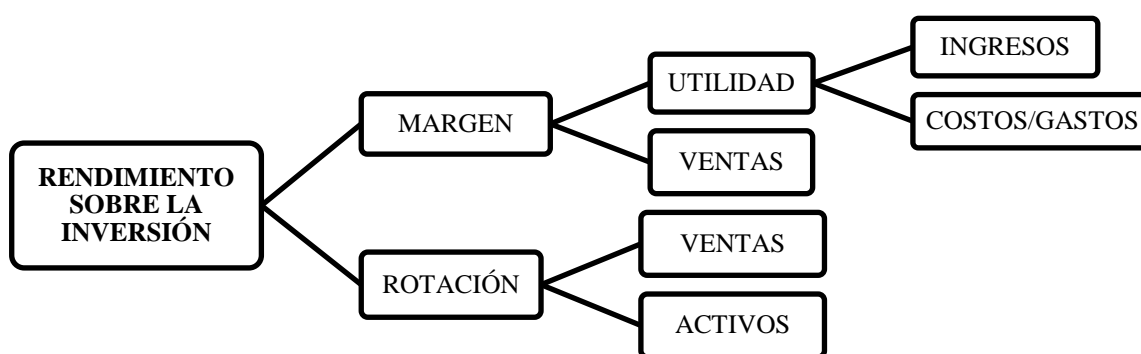 RENDIMIENTO
SOBRE LA
INVERSIÓN
MARGEN
UTILIDAD
INGRESOS
COSTOS/GASTOS
VENTAS
ROTACIÓN
VENTAS
ACTIVOS